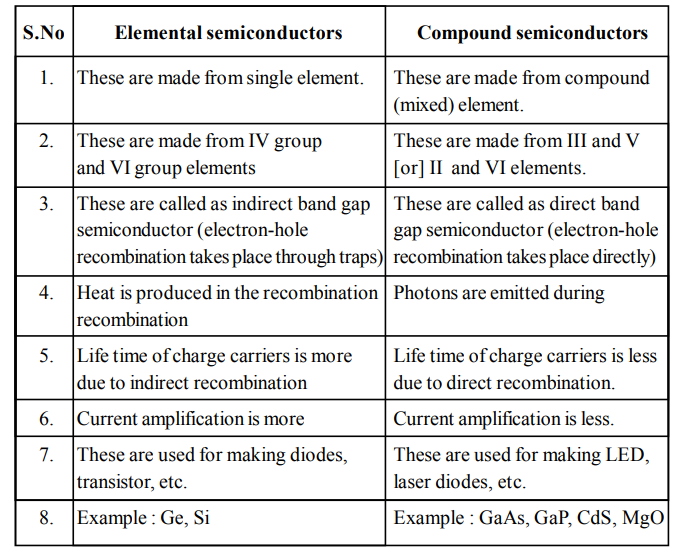 S.No Elemental semiconductors Compound semiconductors
1. These are made from single element. These are made from compound
(mixed) element.
2. These are made from IV group These are made from III and V
and VI group elements [or] II and VI elements.
3. These are called as indirect band gap These are called as direct band
semiconductor (electron-hole gap semiconductor (electron-hole
recombination takes place through traps) recombination takes place directly)
4. Heat is produced in the recombination Photons are emitted during
recombination
5. Life time of charge carriers is more Life time of charge carriers is less
due to indirect recombination due to direct recombination.
6. Current amplification is more Current amplification is less.
7. These are used for making diodes, These are used for making LED,
transistor, etc. laser diodes, etc.
8. Example : Ge, Si Example : GaAs, GaP, CdS, MgO